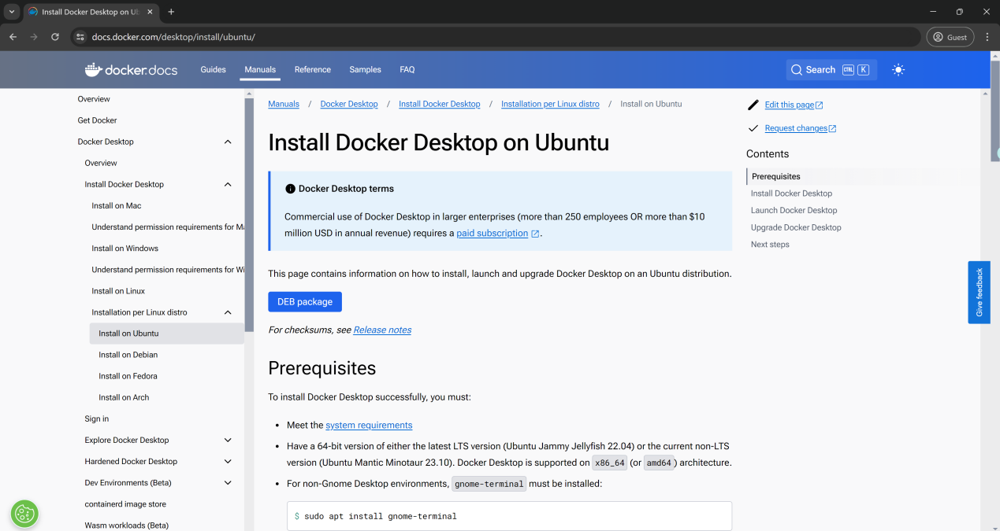 Install Docker Desktop on Ub
docs.docker.com/desktop/install/ubuntu/
Guest
docker.docs
Guides
Manuals
Reference
Samples
FAQ
Search CTRL K
Overview
Get Docker
Docker Desktop
Overview
Install Docker Desktop
Install on Mac
Understand permission requirements for Ma
Install on Windows
Understand permission requirements for Wi
Install on Linux
Installation per Linux distro
Install on Ubuntu
Install on Debian
Install on Fedora
Install on Arch
Sign in
Explore Docker Desktop
Hardened Docker Desktop
Dev Environments (Beta)
containerd image store
Wasm workloads (Beta)
Manuals / Docker Desktop / Install Docker Desktop / Installation per Linux distro / Install on Ubuntu
Install Docker Desktop on Ubuntu
Docker Desktop terms
Commercial use of Docker Desktop in larger enterprises (more than 250 employees OR more than $10
million USD in annual revenue) requires a paid subscription.
This page contains information on how to install, launch and upgrade Docker Desktop on an Ubuntu distribution.
DEB package
For checksums, see Release notes
Prerequisites
To install Docker Desktop successfully, you must:
• Meet the system requirements
• Have a 64-bit version of either the latest LTS version (Ubuntu Jammy Jellyfish 22.04) or the current non-LTS
version (Ubuntu Mantic Minotaur 23.10). Docker Desktop is supported on x86_64 (or amd64) architecture.
• For non-Gnome Desktop environments, gnome-terminal must be installed:
$ sudo apt install gnome-terminal
Edit this page
Request changes
Contents
Prerequisites
Install Docker Desktop
Launch Docker Desktop
Upgrade Docker Desktop
Next steps
Give feedback